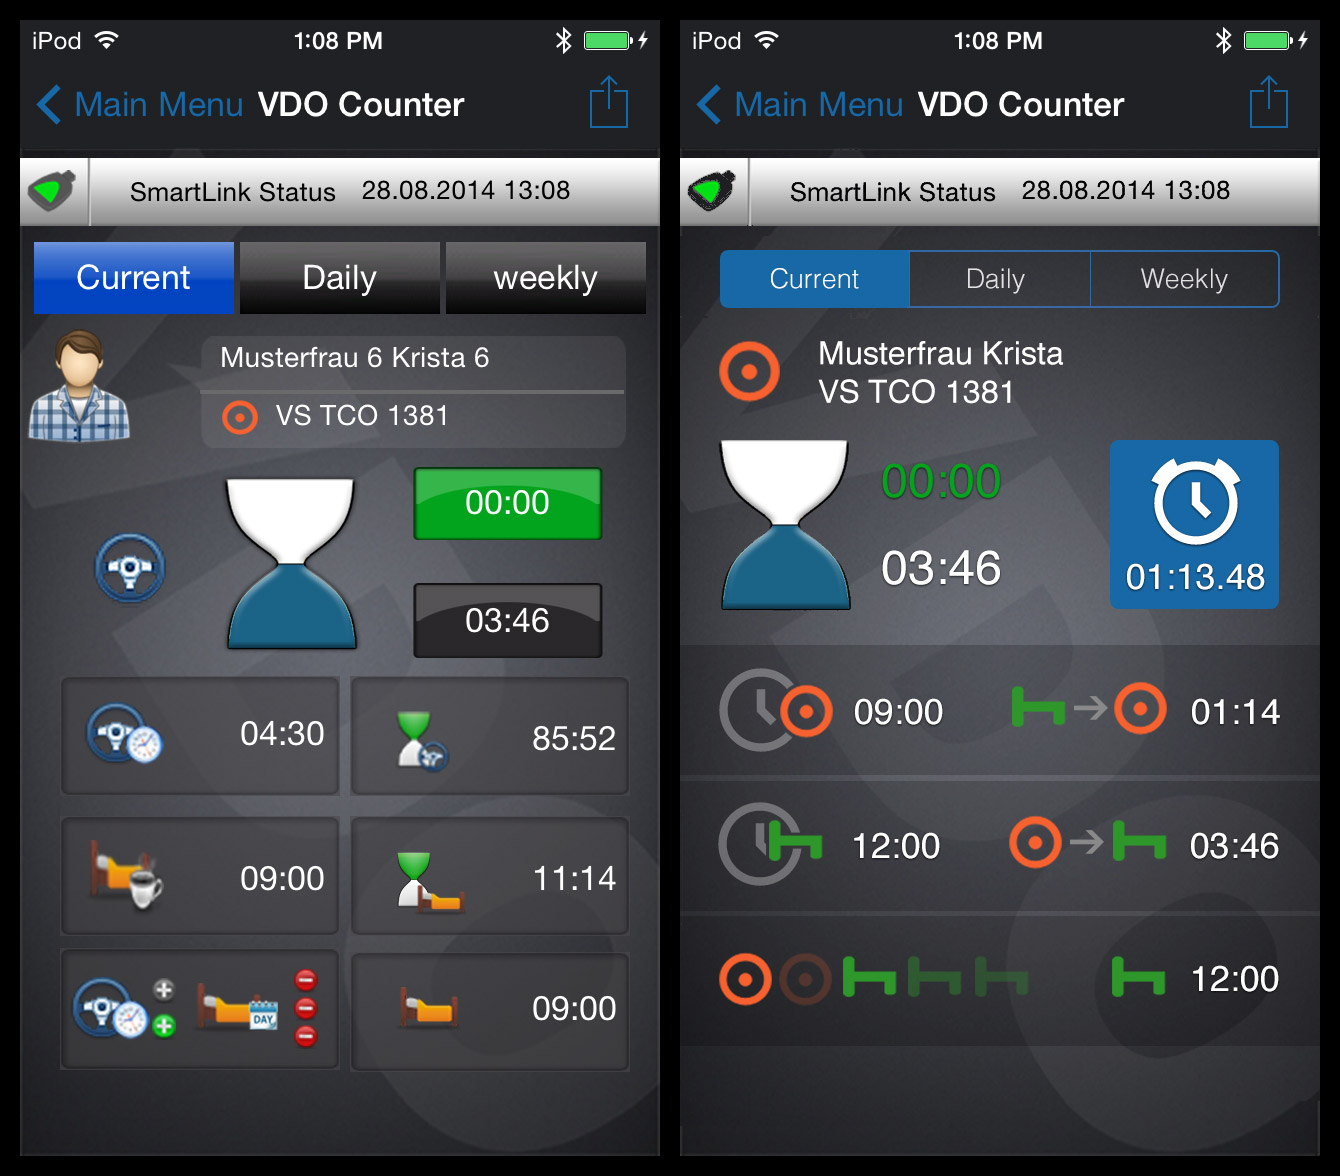 iPod 1:08 PM
Main Menu VDO Counter
SmartLink Status 28.08.2014 13:08
Current Daily weekly
Musterfrau 6 Krista 6
VS TCO 1381
00:00
03:46
04:30 85:52
09:00 11:14
DAY 09:00
iPod 1:08 PM
Main Menu VDO Counter
SmartLink Status 28.08.2014 13:08
Current Daily Weekly
Musterfrau Krista
VS TCO 1381
00:00
03:46
01:13.48
09:00 01:14
12:00 03:46
12:00